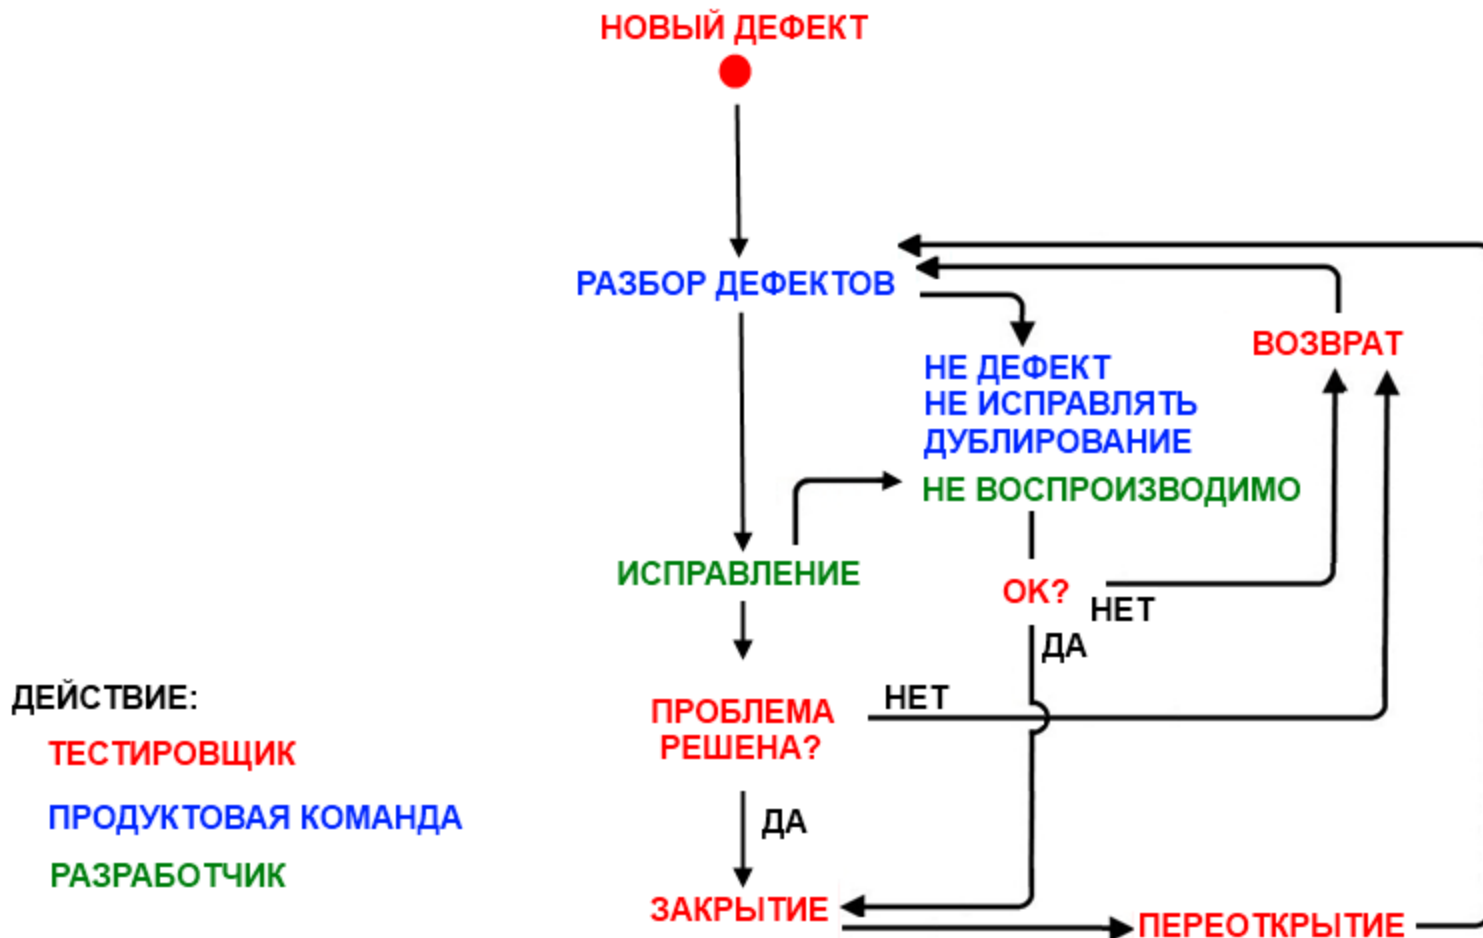 НОВЫЙ ДЕФЕКТ
РАЗБОР ДЕФЕКТОВ
НЕ ДЕФЕКТ
НЕ ИСПРАВЛЯТЬ
ДУБЛИРОВАНИЕ
НЕ ВОСПРОИЗВОДИМО
ВОЗВРАТ
ИСПРАВЛЕНИЕ
ОК?
НЕТ
ДА
ПРОБЛЕМА
РЕШЕНА?
НЕТ
ДА
ЗАКРЫТИЕ
ПЕРЕОТКРЫТИЕ
ДЕЙСТВИЕ:
ТЕСТИРОВЩИК
ПРОДУКТОВАЯ КОМАНДА
РАЗРАБОТЧИК